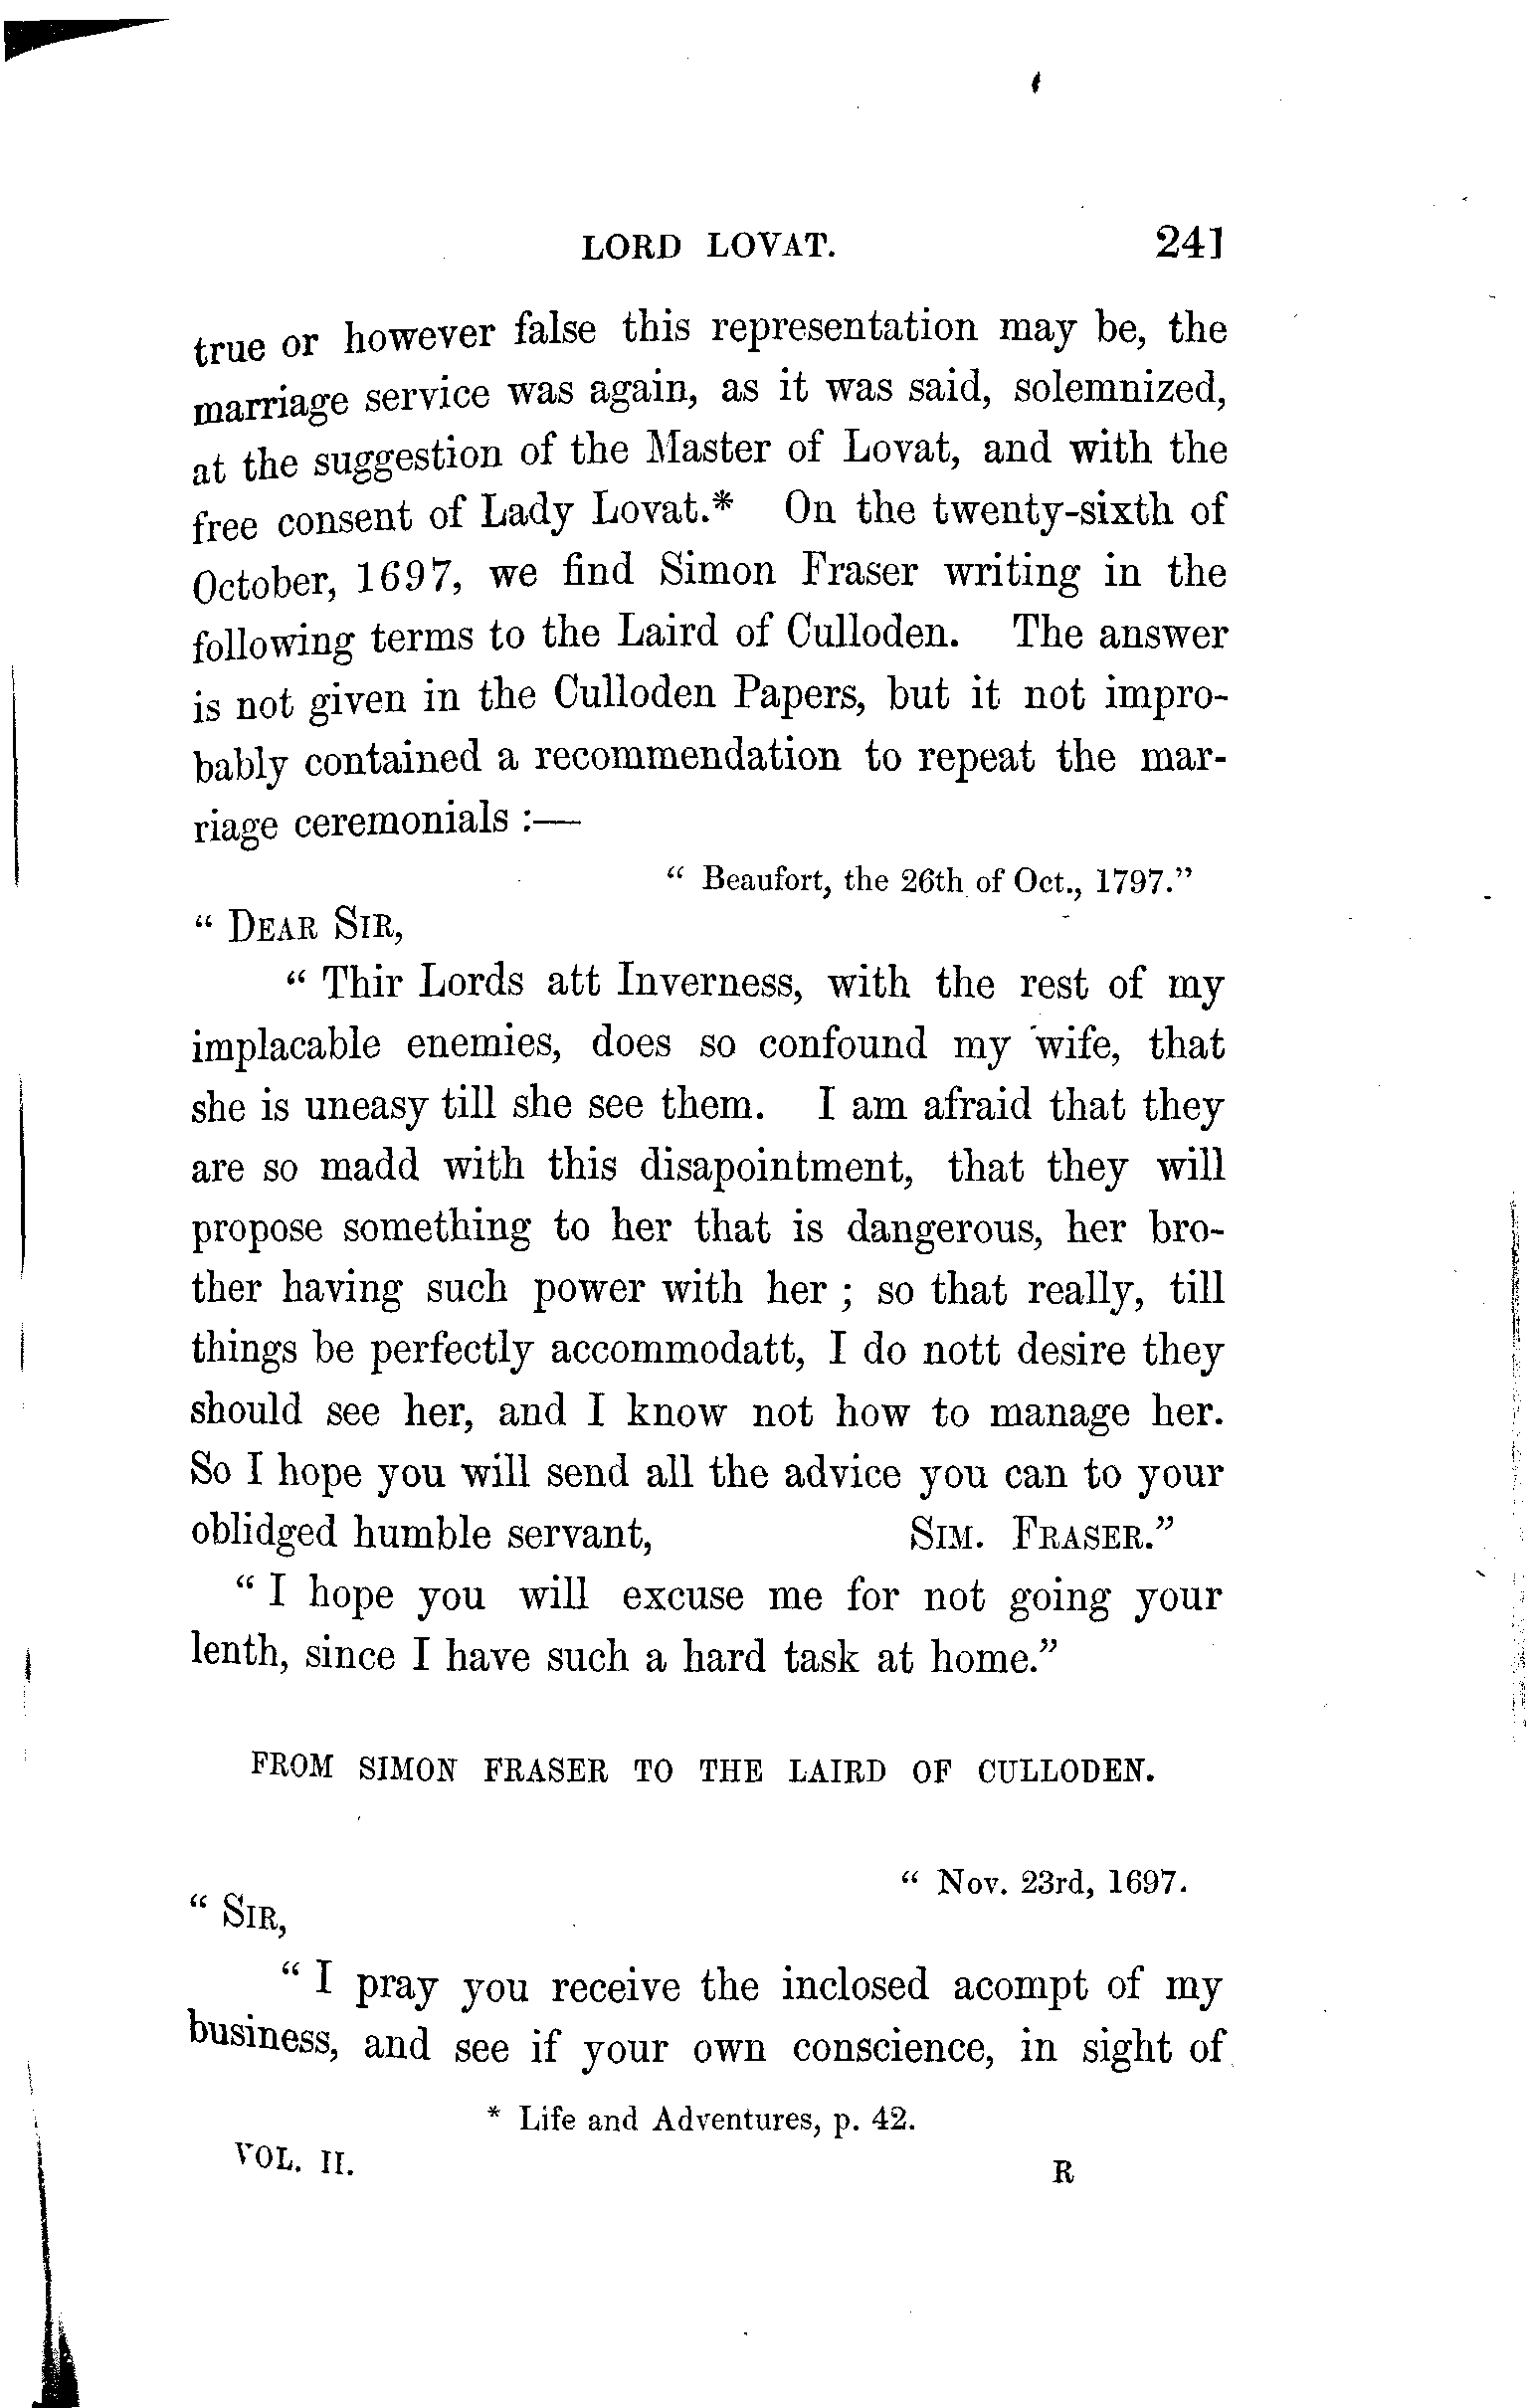 LORD LOVAT. 241
true or however false this representation may be, the
marriage service was again, as it was said, solemnized,
at the suggestion of the Master of Lovat, and with the
free consent of Lady Lovat.* On the twenty-sixth of
October, 1697, we find Simon Fraser writing in the
following terms to the Laird of Culloden. The answer
is not given in the Culloden Papers, but it not impro-
bably contained a recommendation to repeat the mar-
riage ceremonials :—
“ Beaufort, the 26th of Oct., 1797.”
“ DEAR SIR,
“ Thir Lords att Inverness, with the rest of my
implacable enemies, does so confound my wife, that
she is uneasy till she see them. I am afraid that they
are so madd with this disapointment, that they will
propose something to her that is dangerous, her bro-
ther having such power with her ; so that really, till
things be perfectly accommodatt, I do nott desire they
should see her, and I know not how to manage her.
So I hope you will send all the advice you can to your
oblidged humble servant, SIM. FRASER.”
“ I hope you will excuse me for not going your
lenth, since I have such a hard task at home.”
FROM SIMON FRASER TO THE LAIRD OF CULLODEN.
“ Nov. 23rd, 1697.
“ SIR,
“ I pray you receive the inclosed acompt of my
business, and see if your own conscience, in sight of
* Life and Adventures, p. 42.
VOL. II. R